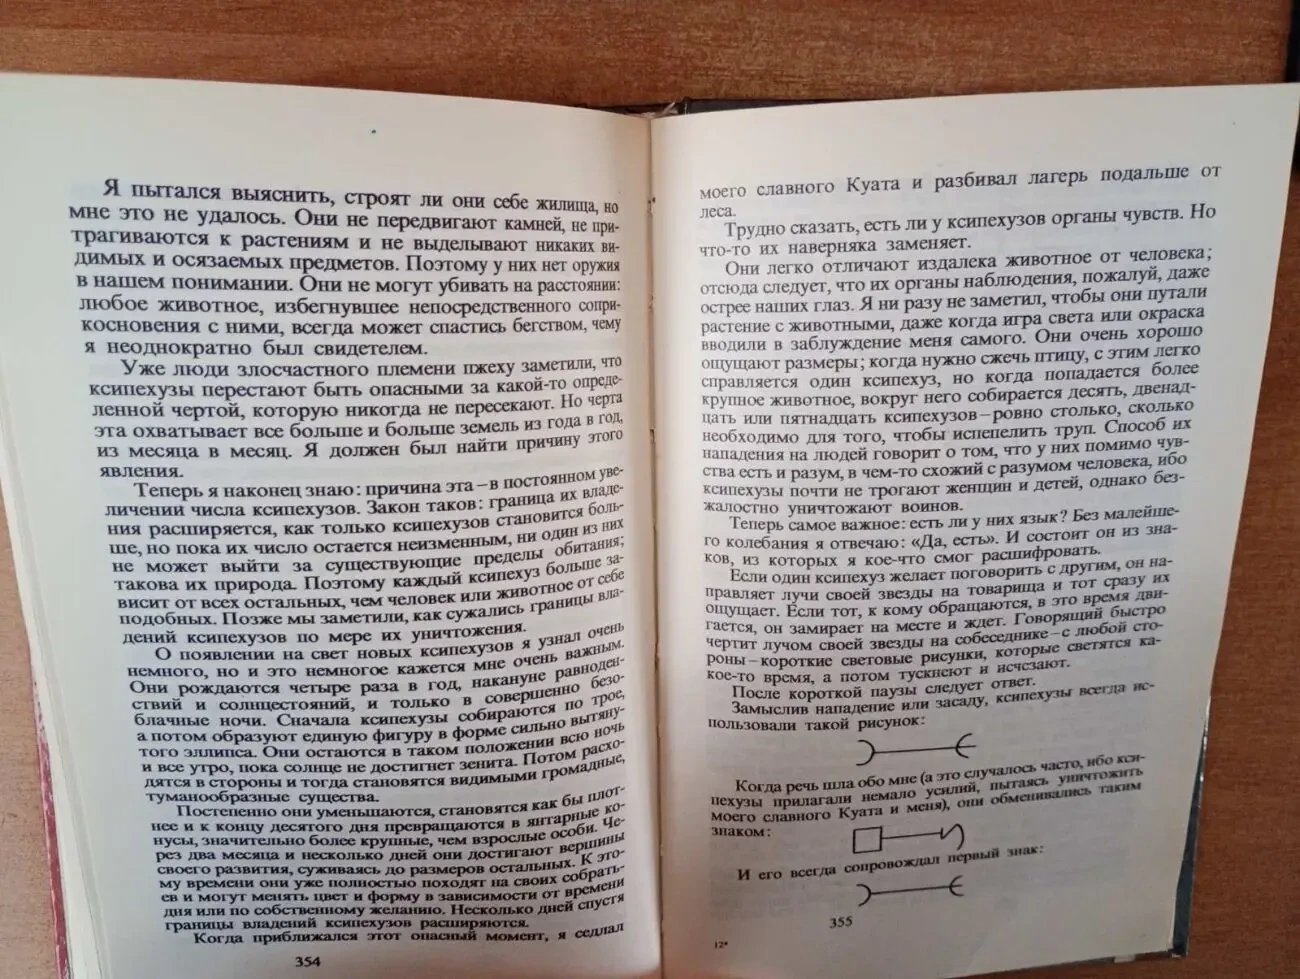 Я пытался выяснить, строят ли они себе жилища, но
мне это не удалось. Они не передвигают камней, не при-
трагиваются к растениям и не выделывают никаких ви-
димых и осязаемых предметов. Поэтому у них нет оружия
в нашем понимании. Они не могут убивать на расстоянии:
любое животное, избегнувшее непосредственного сопри-
косновения с ними, всегда может спастись бегством, чему
я неоднократно был свидетелем.
Уже люди злосчастного племени пжеху заметили, что
ксипехузы перестают быть опасными за какой-то опреде-
ленной чертой, которую никогда не пересекают. Но черта
эта охватывает все больше и больше земель из года в год,
из месяца в месяц. Я должен был найти причину этого
явления.
Теперь я наконец знаю: причина эта – в постоянном уве-
личении числа ксипехузов. Закон таков: граница их владе-
ния расширяется, как только ксипехузов становится боль-
ше, но пока их число остается неизменным, ни один из них
не может выйти за существующие пределы обитания;
такова их природа. Поэтому каждый ксипехуз больше за-
висит от всех остальных, чем человек или животное от себе
подобных. Позже мы заметили, как сужались границы вла-
дений ксипехузов по мере их уничтожения.
О появлении на свет новых ксипехузов я узнал очень
немного, но и это немногое кажется мне очень важным.
Они рождаются четыре раза в год, накануне равноден-
ствий и солнцестояний, и только в совершенно безо-
блачные ночи. Сначала ксипехузы собираются по трое,
а потом образуют единую фигуру в форме сильно вытяну-
того эллипса. Они остаются в таком положении всю ночь
и все утро, пока солнце не достигнет зенита. Потом расхо-
дятся в стороны и тогда становятся видимыми громадные,
туманообразные существа.
Постепенно они уменьшаются, становятся как бы плот-
нее и к концу десятого дня превращаются в янтарные ко-
нусы, значительно более крупные, чем взрослые особи. Че-
рез два месяца и несколько дней они достигают вершины
своего развития, суживаясь до размеров остальных. К это-
му времени они уже полностью походят на своих собрать-
ев и могут менять цвет и форму в зависимости от времени
дня или по собственному желанию. Несколько дней спустя
границы владений ксипехузов расширяются.
Когда приближался этот опасный момент, я седлал
354
моего славного Куата и разбивал лагерь подальше от
леса.
Трудно сказать, есть ли у ксипехузов органы чувств. Но
что-то их наверняка заменяет.
Они легко отличают издалека животное от человека;
отсюда следует, что их органы наблюдения, пожалуй, даже
острее наших глаз. Я ни разу не заметил, чтобы они путали
растение с животными, даже когда игра света или окраска
вводили в заблуждение меня самого. Они очень хорошо
ощущают размеры; когда нужно сжечь птицу, с этим легко
справляется один ксипехуз, но когда попадается более
крупное животное, вокруг него собирается десять, двенад-
цать или пятнадцать ксипехузов – ровно столько, сколько
необходимо для того, чтобы испепелить труп. Способ их
нападения на людей говорит о том, что у них помимо чув-
ства есть и разум, в чем-то схожий с разумом человека, ибо
ксипехузы почти не трогают женщин и детей, однако без-
жалостно уничтожают воинов.
Теперь самое важное: есть ли у них язык? Без малейше-
го колебания я отвечаю: «Да, есть». И состоит он из зна-
ков, из которых я кое-что смог расшифровать.
Если один ксипехуз желает поговорить с другим, он на-
правляет лучи своей звезды на товарища и тот сразу их
ощущает. Если тот, к кому обращаются, в это время дви-
гается, он замирает на месте и ждет. Говорящий быстро
чертит лучом своей звезды на собеседнике – с любой сто-
роны – короткие световые рисунки, которые светятся ка-
кое-то время, а потом тускнеют и исчезают.
После короткой паузы следует ответ.
Замыслив нападение или засаду, ксипехузы всегда ис-
пользовали такой рисунок:
Когда речь шла обо мне (а это случалось часто, ибо кси-
пехузы прилагали немало усилий, пытаясь уничтожить
моего славного Куата и меня), они обменивались таким
знаком:
И его всегда сопровождал первый знак:
355
12*